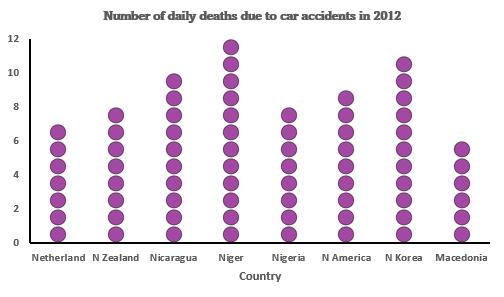 Number of daily deaths due to car accidents in 2012
12
10
8
6
4
2
0
Netherland N Zealand Nicaragua Niger Nigeria N America N Korea Macedonia
Country